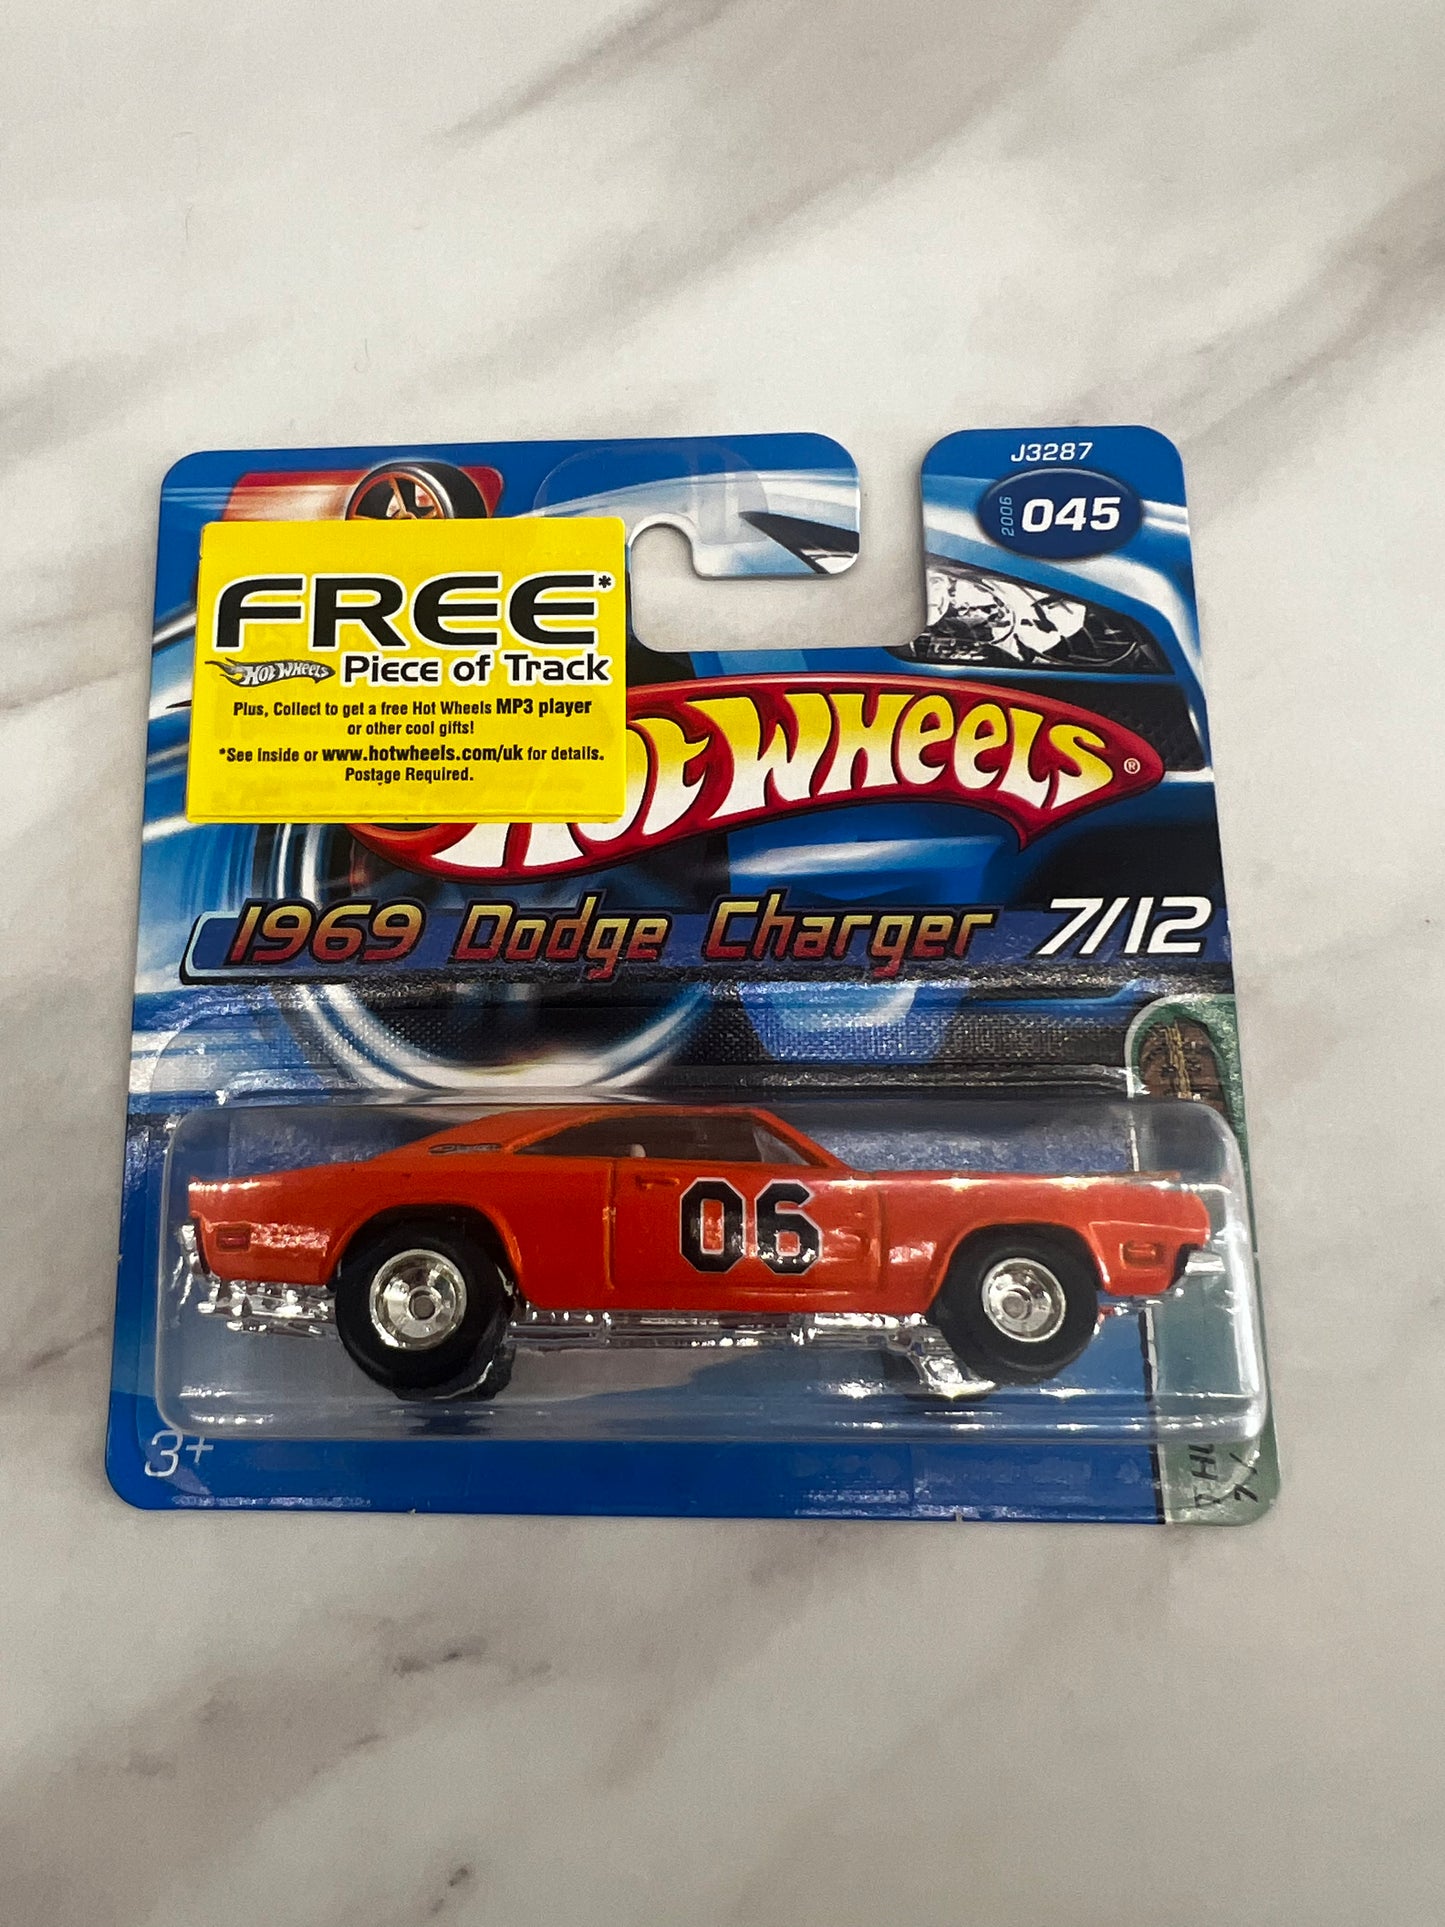 J3287
2006
045
FREE*
HOT WHEELS Piece of Track
Plus, Collect to get a free Hot Wheels MP3 player
or other cool gifts!
*See Inside or www.hotwheels.com/uk for details.
Postage Required.
HOT WHEELS®
1969 Dodge Charger 7/12
06
3+